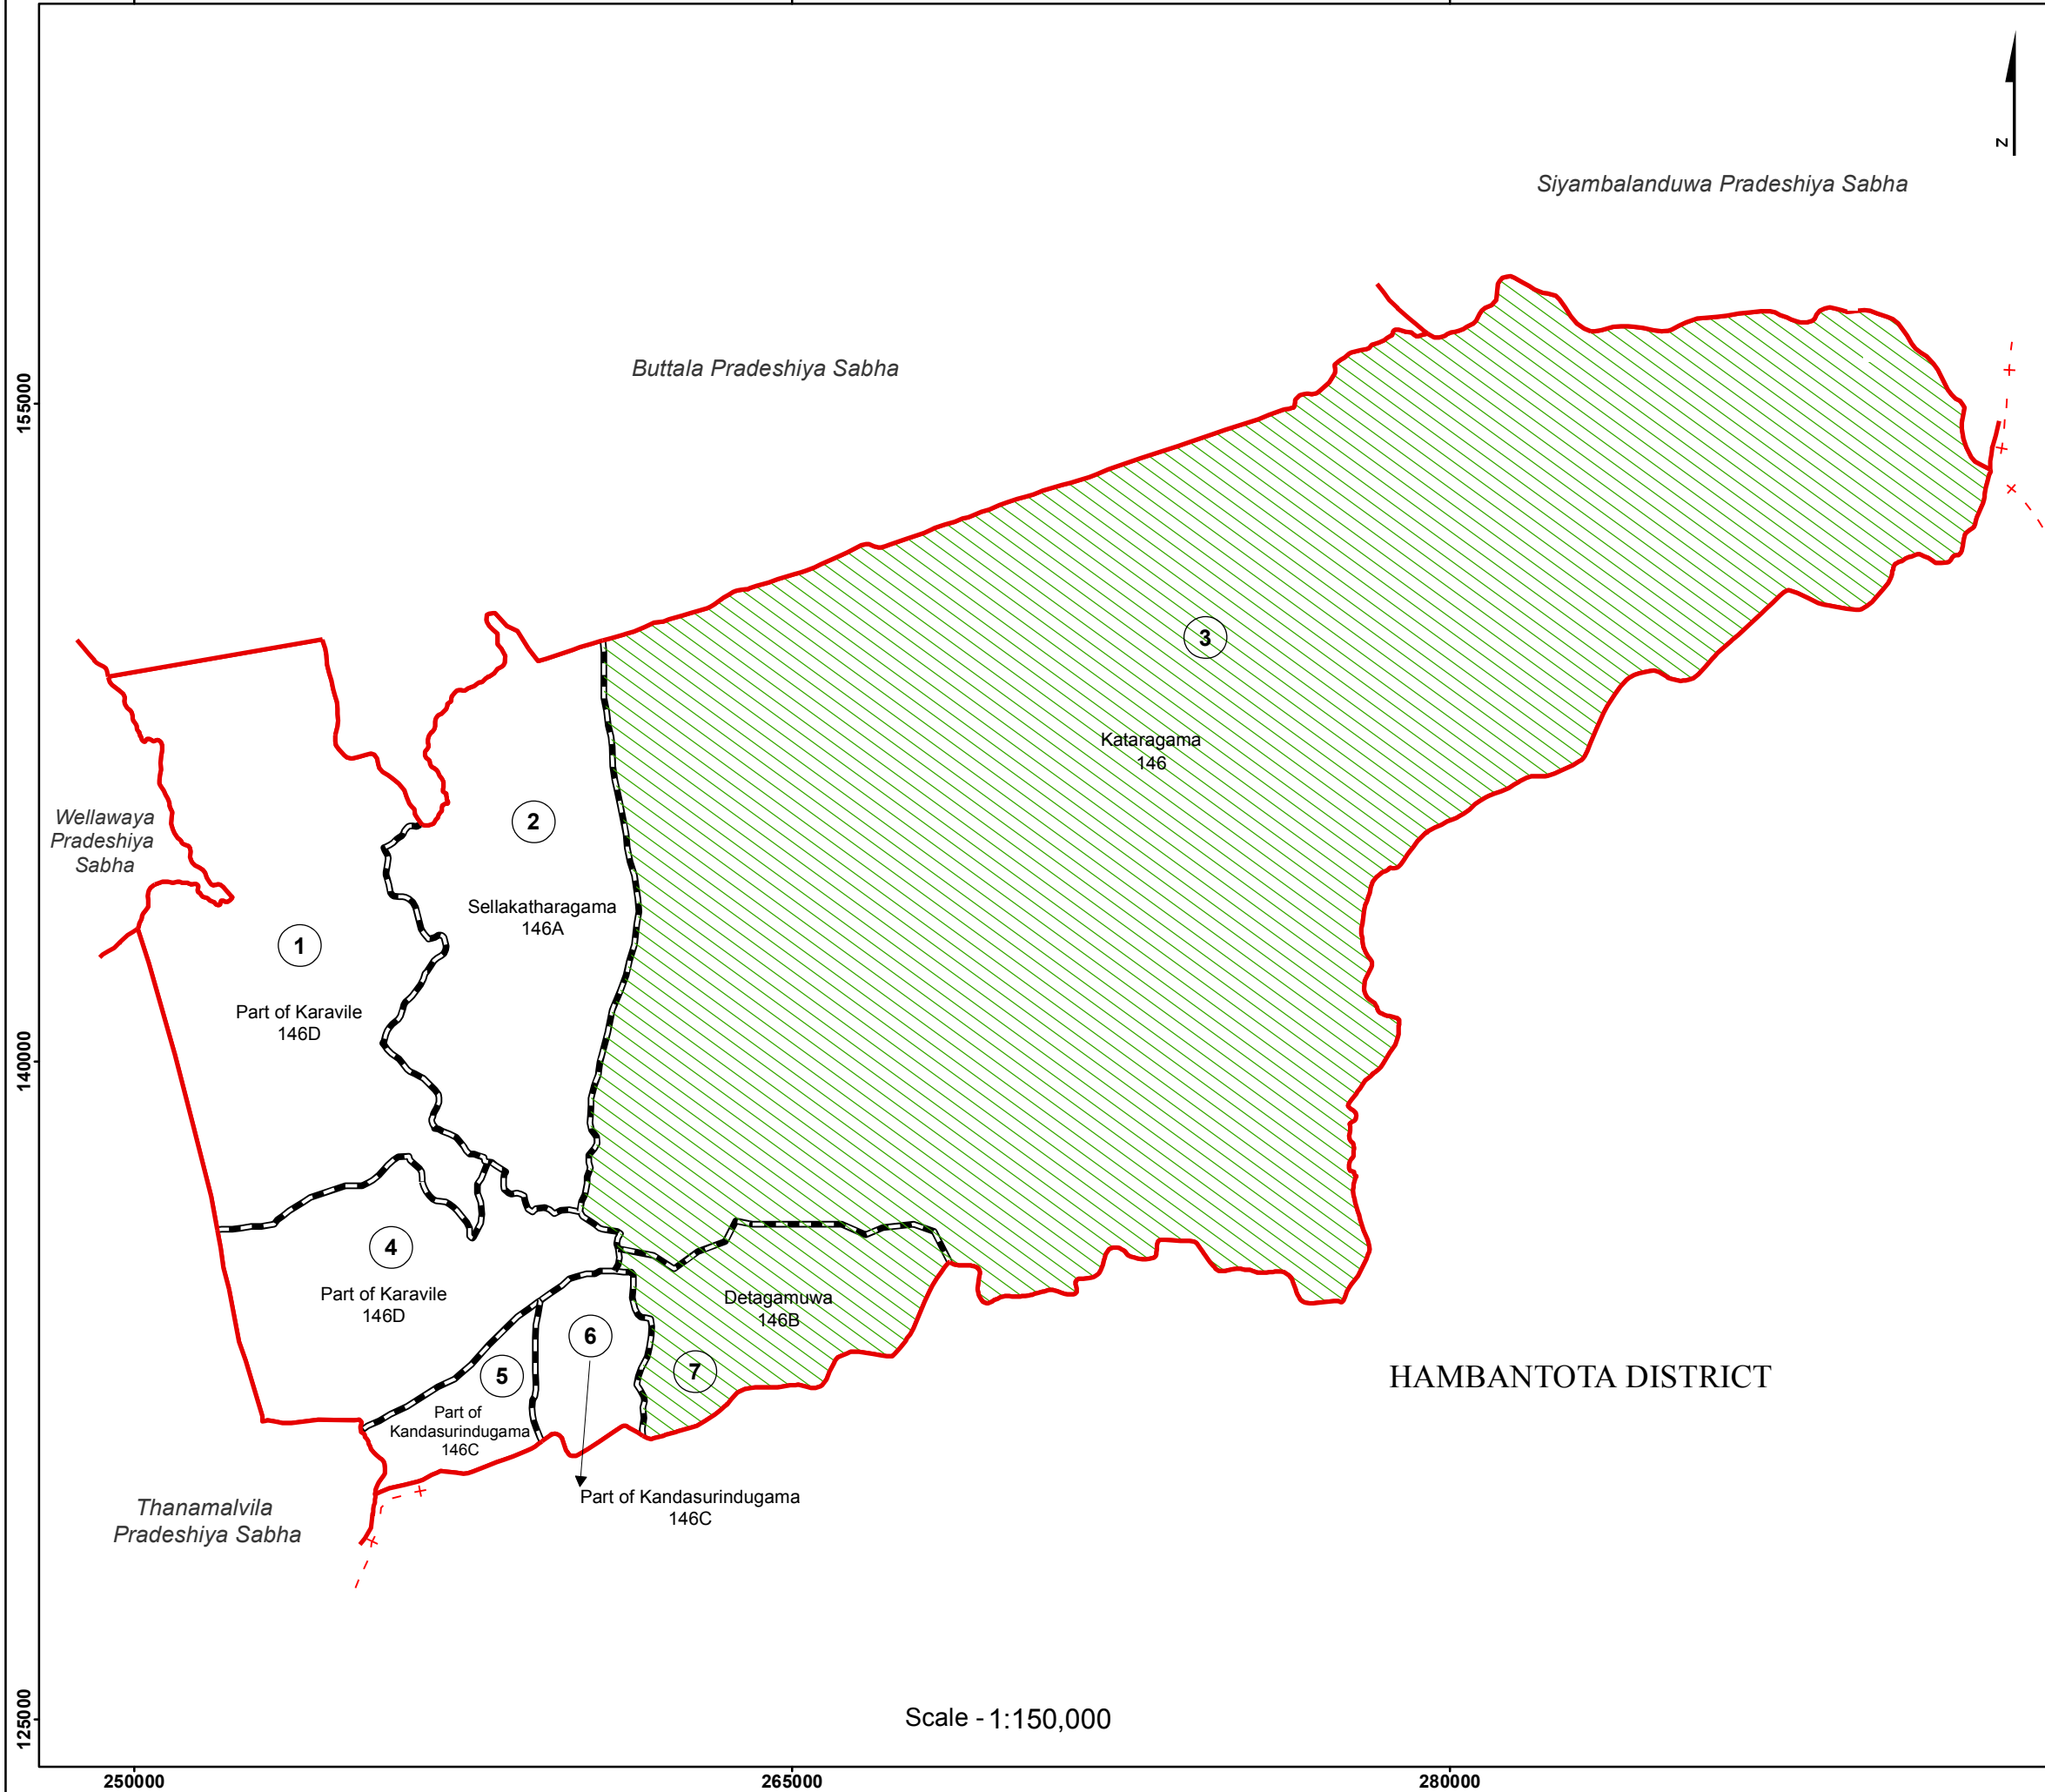 N
Siyambalanduwa Pradeshiya Sabha
Buttala Pradeshiya Sabha
155000
3
Kataragama
146
Wellawaya
Pradeshiya
Sabha
2
Sellakatharagama
146A
1
Part of Karavile
146D
140000
4
Part of Karavile
146D
Detagamuwa
146B
6
5
7
HAMBANTOTA DISTRICT
Part of
Kandasurindugama
146C
Part of Kandasurindugama
146C
Thanamalvila
Pradeshiya Sabha
125000
Scale - 1:150,000
250000
265000
280000